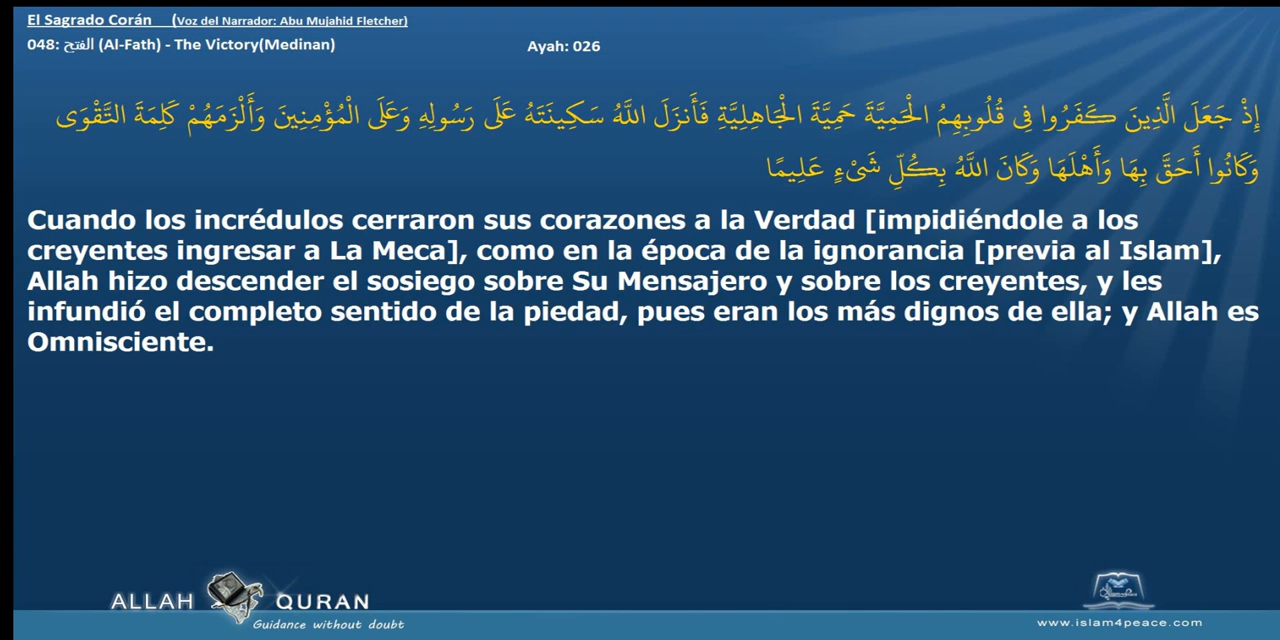 El Sagrado Corán (Voz del Narrador: Abu Mujahid Fletcher)
048: الفتح (Al-Fath) - The Victory(Medinan) Ayah: 026
إِذْ جَعَلَ الَّذِينَ كَفَرُوا فِي قُلُوبِهِمُ الْحَمِيَّةَ حَمِيَّةَ الْجَاهِلِيَّةِ فَأَنزَلَ اللَّهُ سَكِينَتَهُ عَلَى رَسُولِهِ وَعَلَى الْمُؤْمِنِينَ وَأَلْزَمَهُمْ كَلِمَةَ التَّقْوَى
وَكَانُوا أَحَقَّ بِهَا وَأَهْلَهَا وَكَانَ اللَّهُ بِكُلِّ شَيْءٍ عَلِيمًا
Cuando los incrédulos cerraron sus corazones a la Verdad [impidiéndole a los
creyentes ingresar a La Meca], como en la época de la ignorancia [previa al Islam],
Allah hizo descender el sosiego sobre Su Mensajero y sobre los creyentes, y les
infundió el completo sentido de la piedad, pues eran los más dignos de ella; y Allah es
Omnisciente.
ALLAH QURAN
Guidance without doubt
www.islam4peace.com